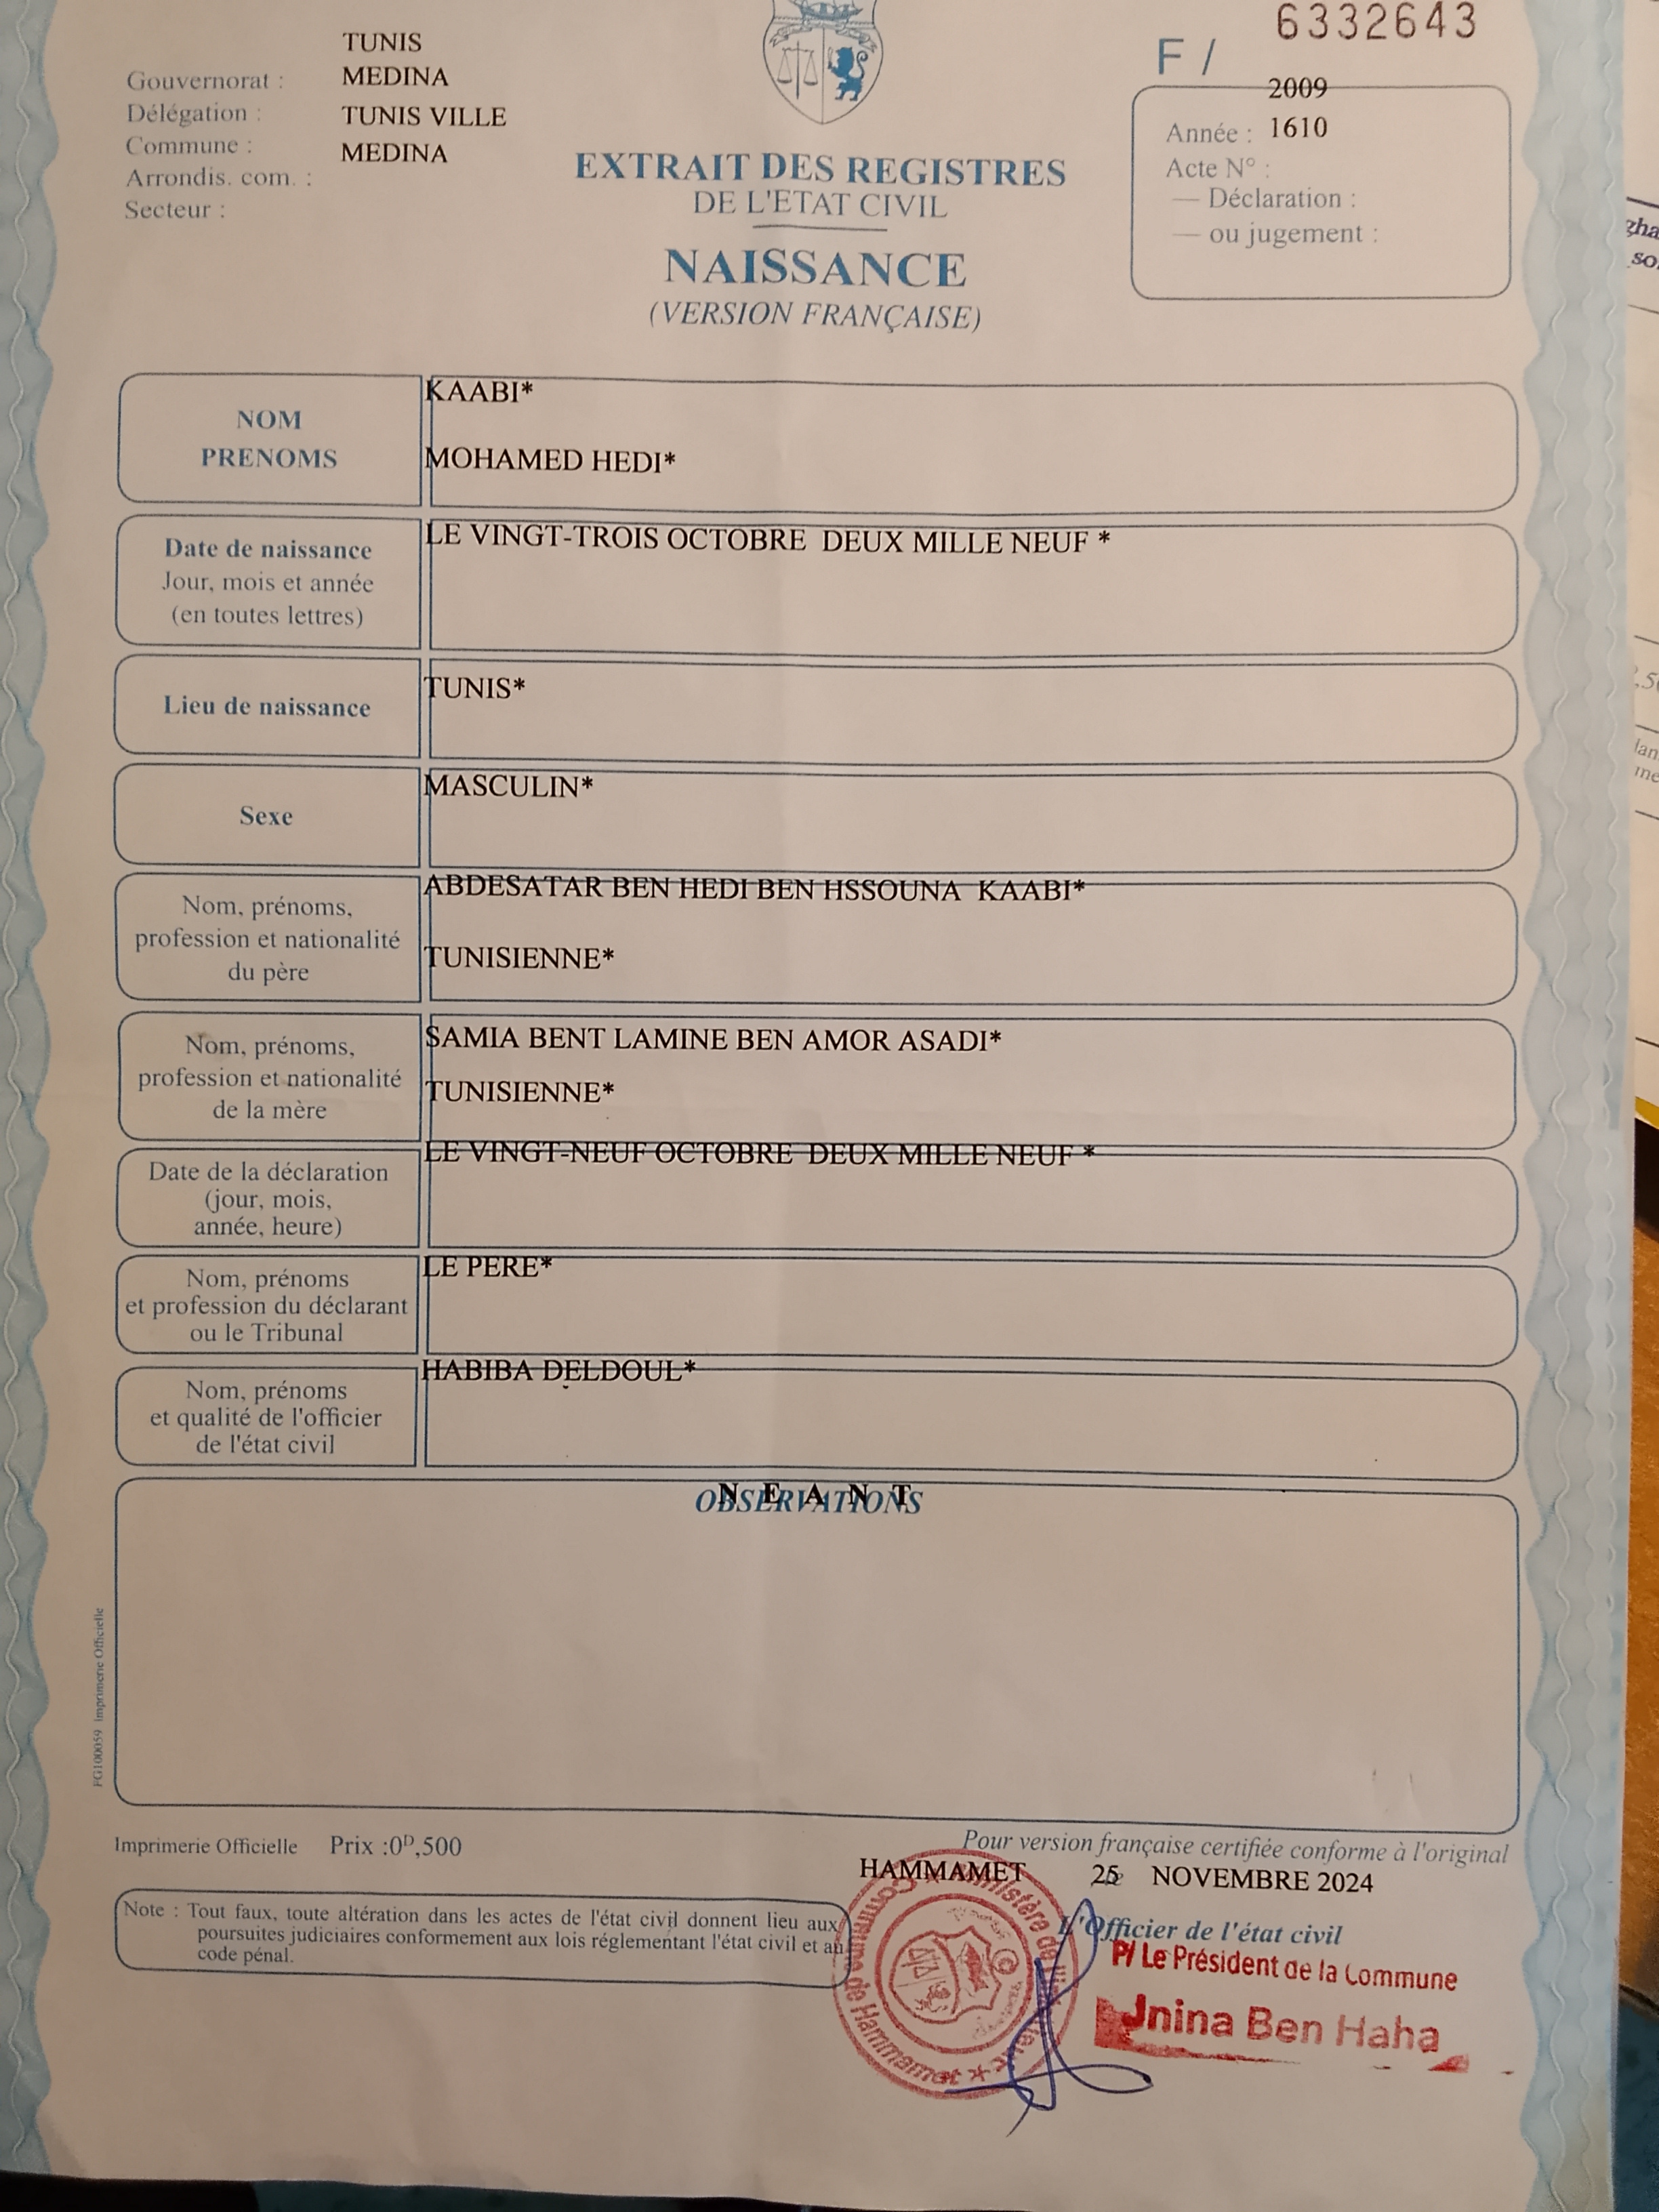 6332643
F /
TUNIS
Gouvernorat : MEDINA
Délégation : TUNIS VILLE
Commune : MEDINA
Arrondis. com. :
Secteur :
2009
Année : 1610
Acte N° :
— Déclaration :
— ou jugement :
EXTRAIT DES REGISTRES
DE L'ETAT CIVIL
NAISSANCE
(VERSION FRANÇAISE)
NOM
PRENOMS
KAABI*
MOHAMED HEDI*
Date de naissance
Jour, mois et année
(en toutes lettres)
LE VINGT-TROIS OCTOBRE DEUX MILLE NEUF *
Lieu de naissance
TUNIS*
Sexe
MASCULIN*
Nom, prénoms,
profession et nationalité
du père
ABDESATAR BEN HEDI BEN HSSOUNA KAABI*
TUNISIENNE*
Nom, prénoms,
profession et nationalité
de la mère
SAMIA BENT LAMINE BEN AMOR ASADI*
TUNISIENNE*
Date de la déclaration
(jour, mois,
année, heure)
LE VINGT-NEUF OCTOBRE DEUX MILLE NEUF *
Nom, prénoms
et profession du déclarant
ou le Tribunal
LE PERE*
Nom, prénoms
et qualité de l'officier
de l'état civil
HABIBA DELDOUL*
OBSERVATIONS
N E A N T
FG100059 Imprimerie Officielle
Imprimerie Officielle Prix :0D,500
Pour version française certifiée conforme à l'original
HAMMAMET 25 NOVEMBRE 2024
Note : Tout faux, toute altération dans les actes de l'état civil donnent lieu aux
poursuites judiciaires conformement aux lois réglementant l'état civil et au
code pénal.
L'Officier de l'état civil
P/ Le Président de la Commune
Jnina Ben Haha
Commune de Hammamet